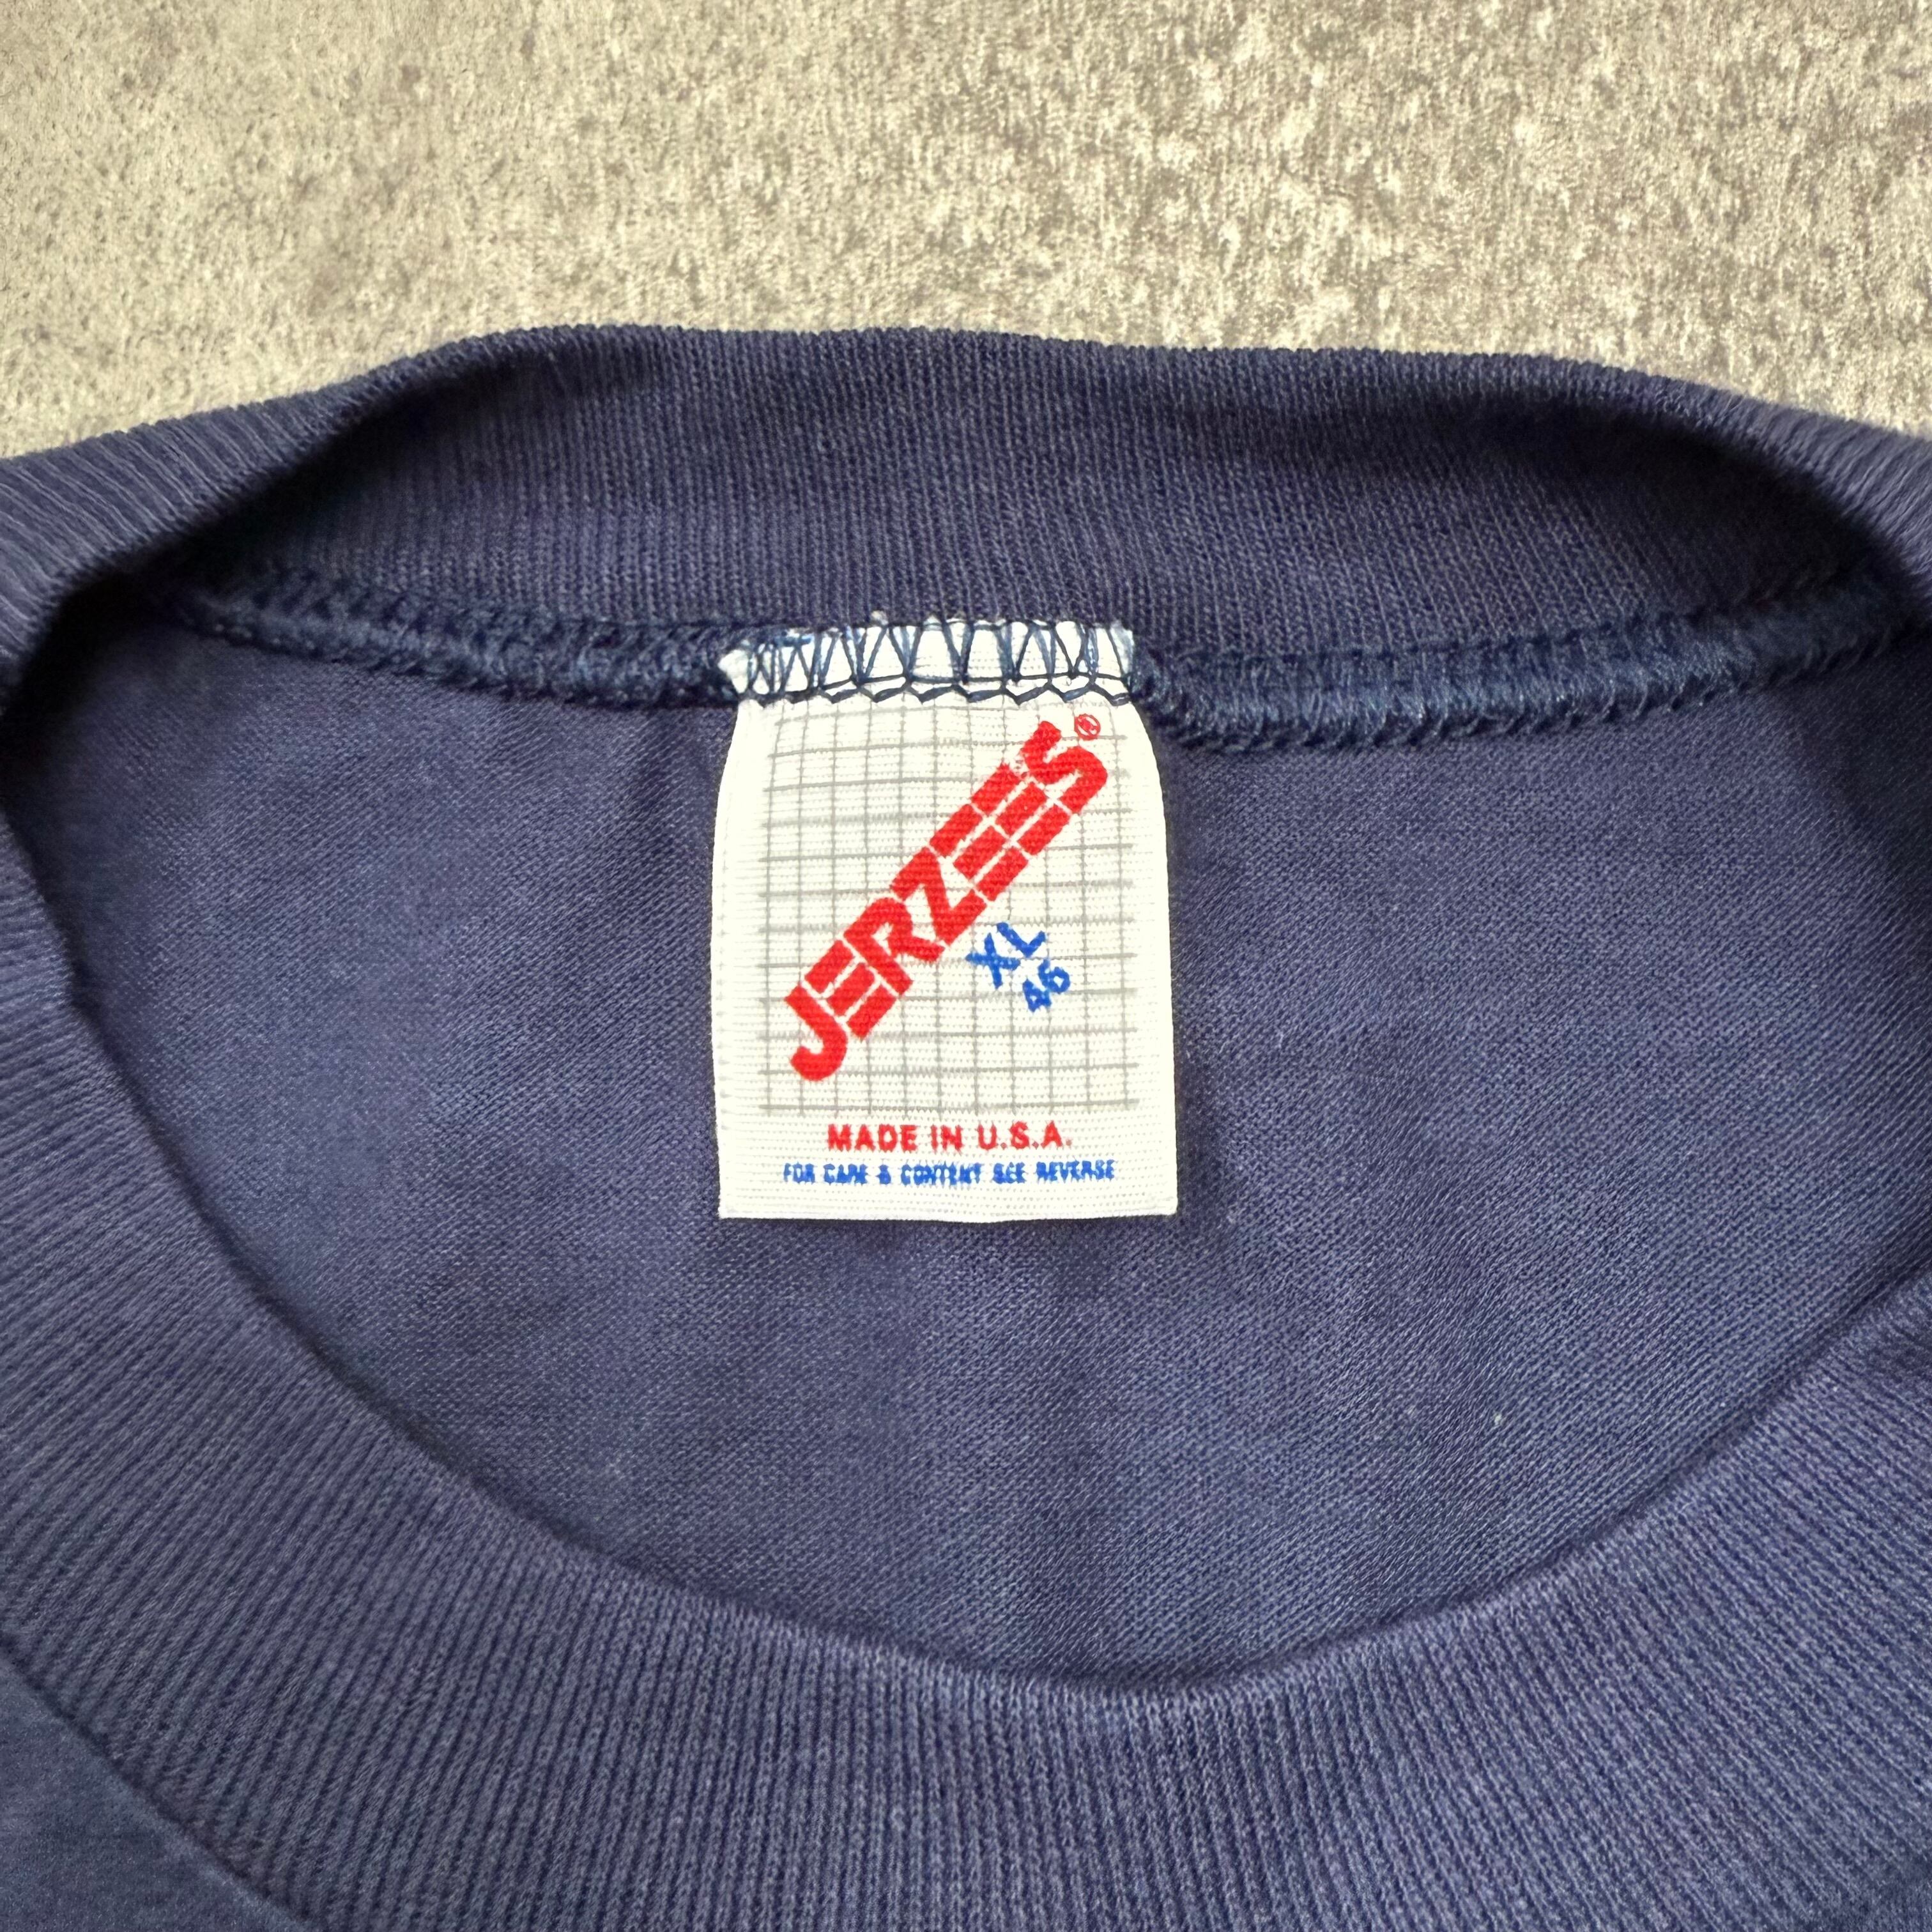 JERZEES®
XL
46
MADE IN U.S.A.
FOR CARE & CONTENT SEE REVERSE